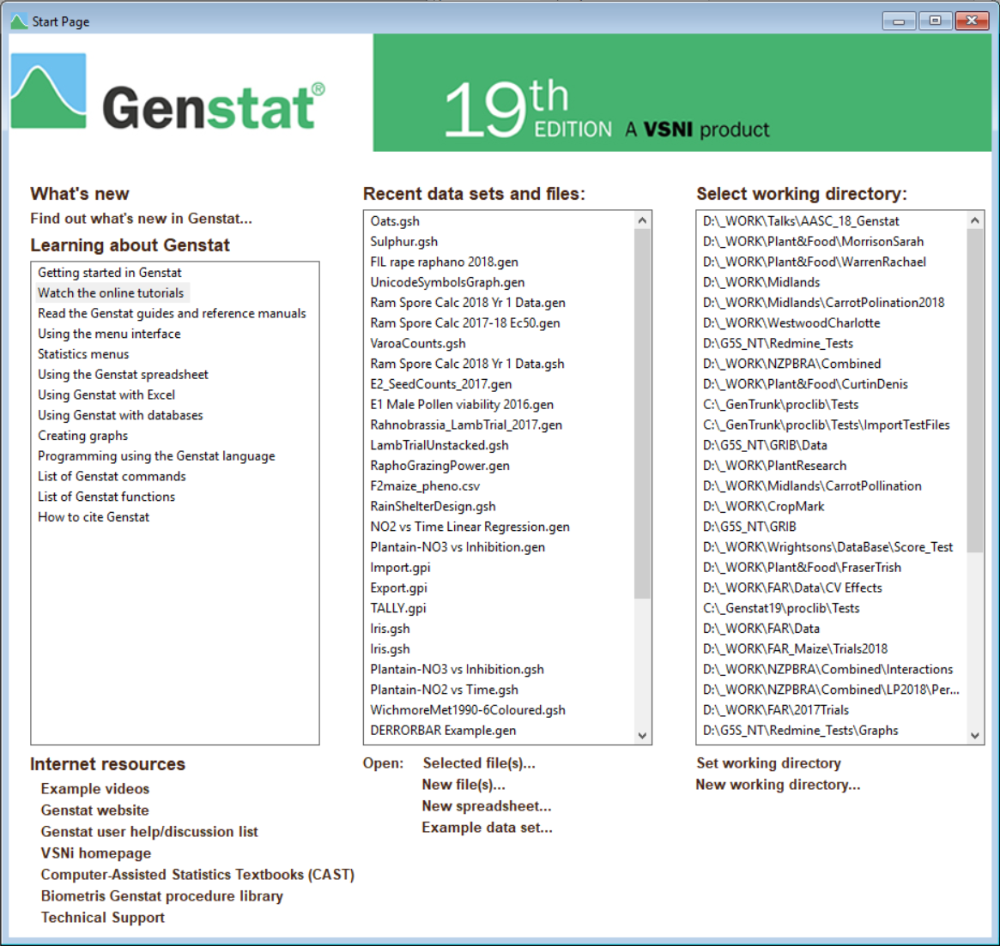 Start Page
Genstat®
19th EDITION A VSNI product
What's new
Find out what's new in Genstat...
Learning about Genstat
Getting started in Genstat
Watch the online tutorials
Read the Genstat guides and reference manuals
Using the menu interface
Statistics menus
Using the Genstat spreadsheet
Using Genstat with Excel
Using Genstat with databases
Creating graphs
Programming using the Genstat language
List of Genstat commands
List of Genstat functions
How to cite Genstat
Internet resources
Example videos
Genstat website
Genstat user help/discussion list
VSNi homepage
Computer-Assisted Statistics Textbooks (CAST)
Biometris Genstat procedure library
Technical Support
Recent data sets and files:
Oats.gsh
Sulphur.gsh
FIL rape raphano 2018.gen
UnicodeSymbolsGraph.gen
Ram Spore Calc 2018 Yr 1 Data.gen
Ram Spore Calc 2017-18 Ec50.gen
VaroaCounts.gsh
Ram Spore Calc 2018 Yr 1 Data.gsh
E2_SeedCounts_2017.gen
E1 Male Pollen viability 2016.gen
Rahnobrassia_LambTrial_2017.gen
LambTrialUnstacked.gsh
RaphoGrazingPower.gen
F2maize_pheno.csv
RainShelterDesign.gsh
NO2 vs Time Linear Regression.gen
Plantain-NO3 vs Inhibition.gen
Import.gpi
Export.gpi
TALLY.gpi
Iris.gsh
Iris.gsh
Plantain-NO3 vs Inhibition.gsh
Plantain-NO2 vs Time.gsh
WichmoreMet1990-6Coloured.gsh
DERRORBAR Example.gen
Open: Selected file(s)...
New file(s)...
New spreadsheet...
Example data set...
Select working directory:
D:\_WORK\Talks\AASC_18_Genstat
D:\_WORK\Plant&Food\MorrisonSarah
D:\_WORK\Plant&Food\WarrenRachael
D:\_WORK\Midlands
D:\_WORK\Midlands\CarrotPolination2018
D:\_WORK\WestwoodCharlotte
D:\G5S_NT\Redmine_Tests
D:\_WORK\NZPBRA\Combined
D:\_WORK\Plant&Food\CurtinDenis
C:\_GenTrunk\proclib\Tests
C:\_GenTrunk\proclib\Tests\ImportTestFiles
D:\G5S_NT\GRIB\Data
D:\_WORK\PlantResearch
D:\_WORK\Midlands\CarrotPollination
D:\_WORK\CropMark
D:\G5S_NT\GRIB
D:\_WORK\Wrightsons\DataBase\Score_Test
D:\_WORK\Plant&Food\FraserTrish
D:\_WORK\FAR\Data\CV Effects
C:\_Genstat19\proclib\Tests
D:\_WORK\FAR\Data
D:\_WORK\FAR_Maize\Trials2018
D:\_WORK\NZPBRA\Combined\Interactions
D:\_WORK\NZPBRA\Combined\LP2018\Per...
D:\_WORK\FAR\2017Trials
D:\G5S_NT\Redmine_Tests\Graphs
Set working directory
New working directory...